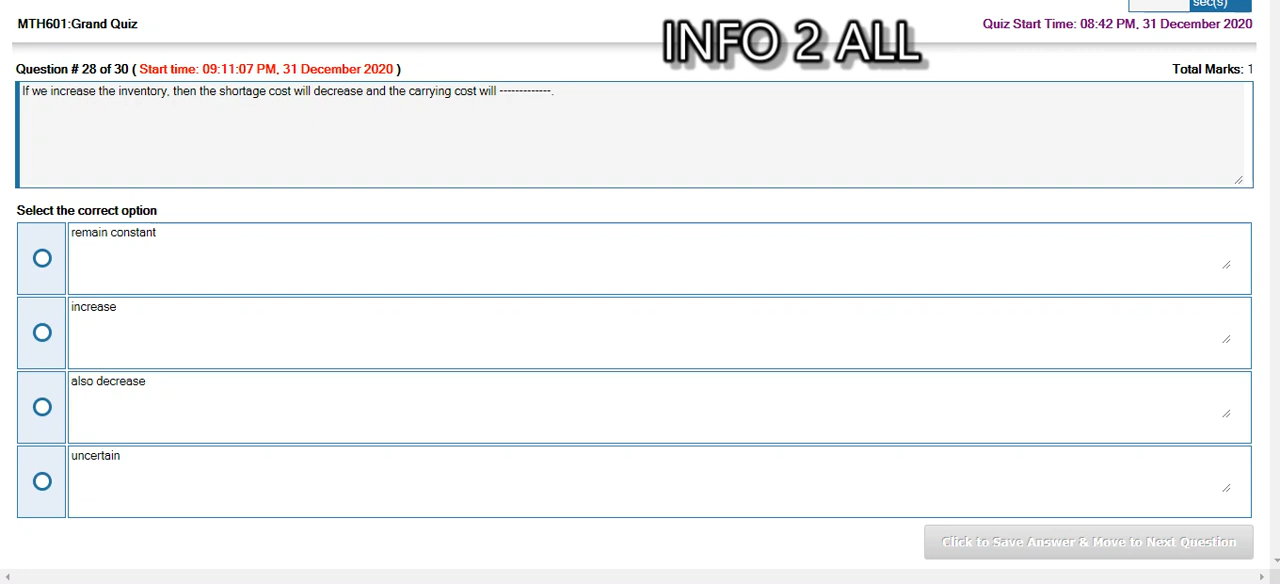 sec(s)
MTH601:Grand Quiz
INFO 2 ALL
Quiz Start Time: 08:42 PM, 31 December 2020
Question # 28 of 30 ( Start time: 09:11:07 PM, 31 December 2020 )
Total Marks: 1
If we increase the inventory, then the shortage cost will decrease and the carrying cost will -------------.
Select the correct option
remain constant
increase
also decrease
uncertain
Click to Save Answer & Move to Next Question